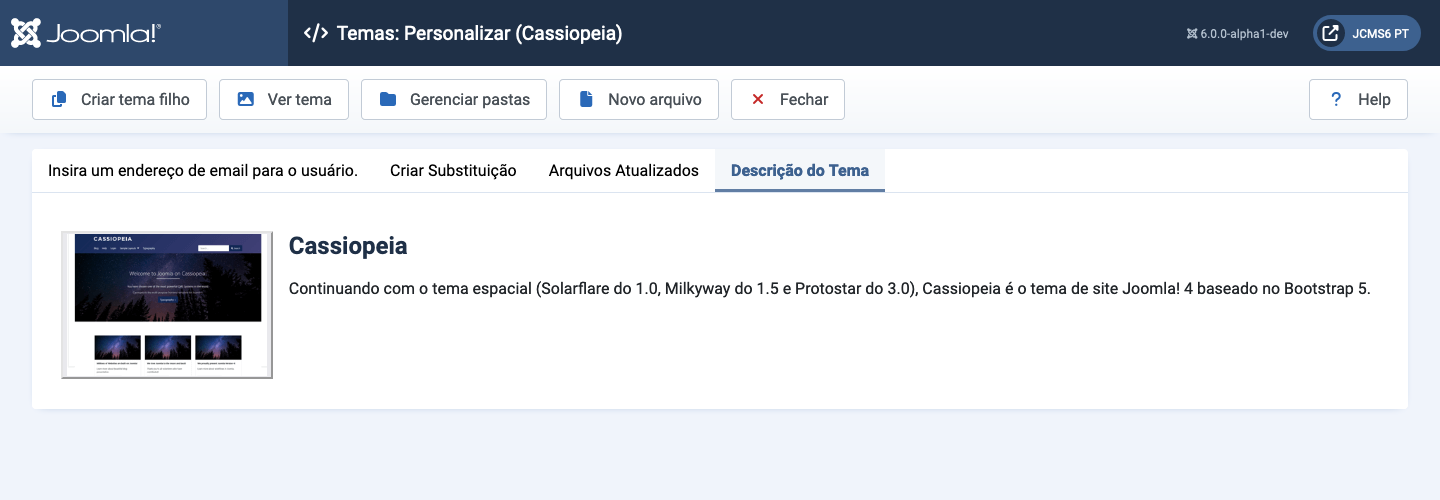 Joomla!®
Temas: Personalizar (Cassiopeia)
6.0.0-alpha1-dev
JCMS6 PT
Criar tema filho
Ver tema
Gerenciar pastas
Novo arquivo
Fechar
? Help
Insira um endereço de email para o usuário.
Criar Substituição
Arquivos Atualizados
Descrição do Tema
CASSIOPEIA
Welcome to Joomla on Cassiopeia.
Cassiopeia
Continuando com o tema espacial (Solarflare do 1.0, Milkyway do 1.5 e Protostar do 3.0), Cassiopeia é o tema de site Joomla! 4 baseado no Bootstrap 5.